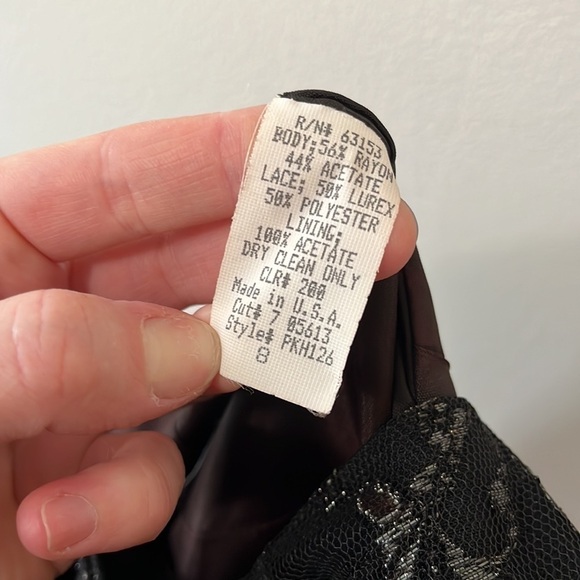 R/N# 63153
BODY; 56% RAYON
44% ACETATE
LACE; 50% LUREX
50% POLYESTER
LINING;
100% ACETATE
DRY CLEAN ONLY
CLR# 200
Made in U.S.A.
Cut# 7 05613
Style# PKH126
8